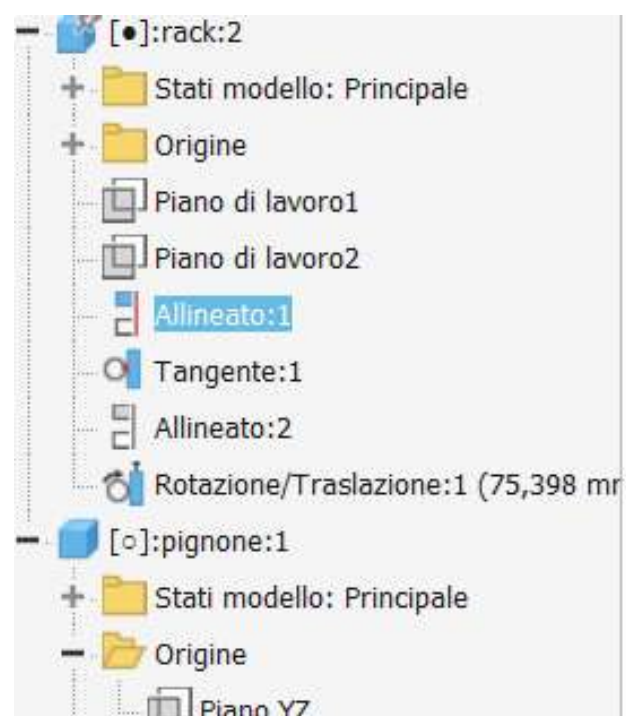 [●]:rack:2
Stati modello: Principale
Origine
Piano di lavoro1
Piano di lavoro2
Allineato:1
Tangente:1
Allineato:2
Rotazione/Traslazione:1 (75,398 mm
[○]:pignone:1
Stati modello: Principale
Origine
Piano YZ